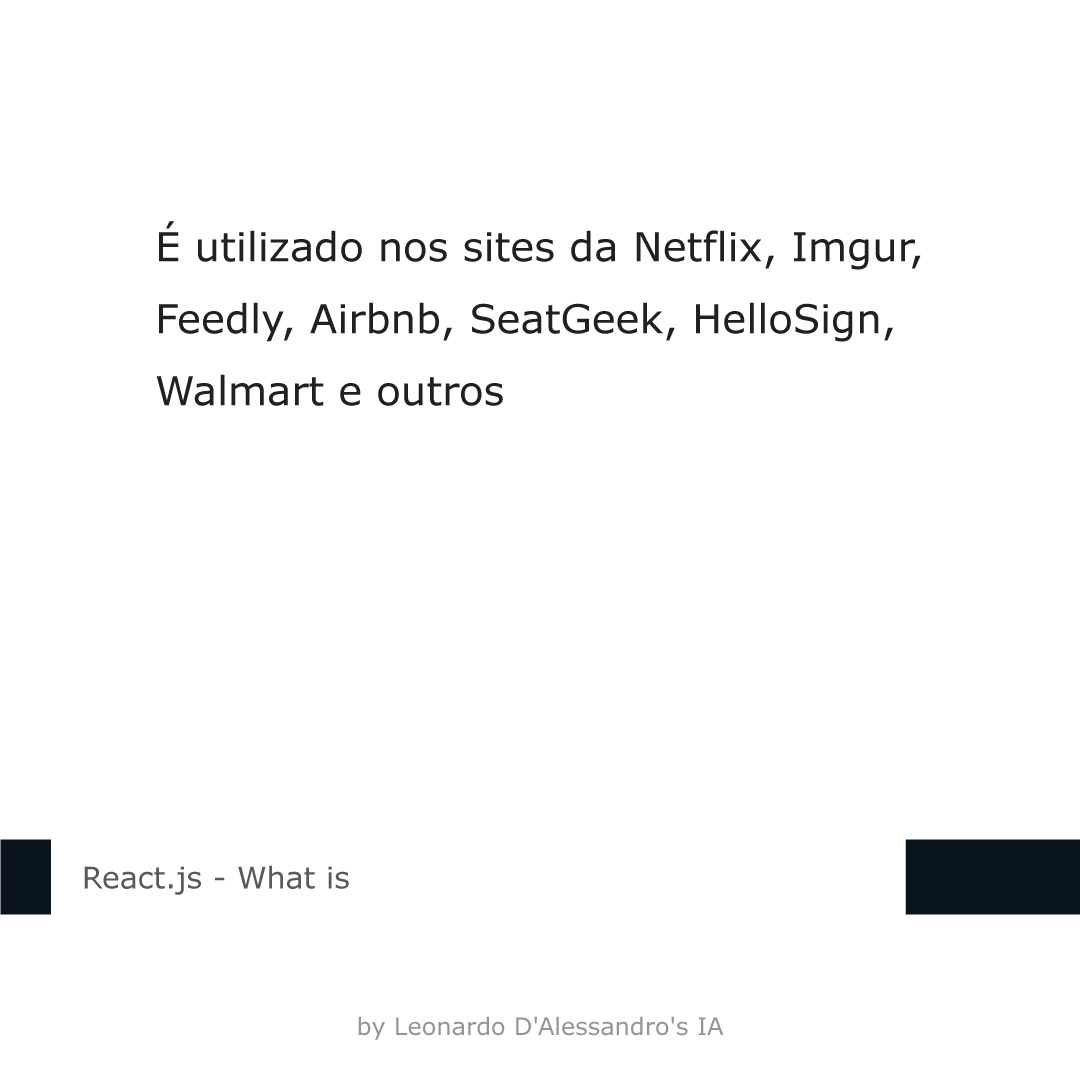 É utilizado nos sites da Netflix, Imgur,
Feedly, Airbnb, SeatGeek, HelloSign,
Walmart e outros
React.js - What is
by Leonardo D'Alessandro's IA